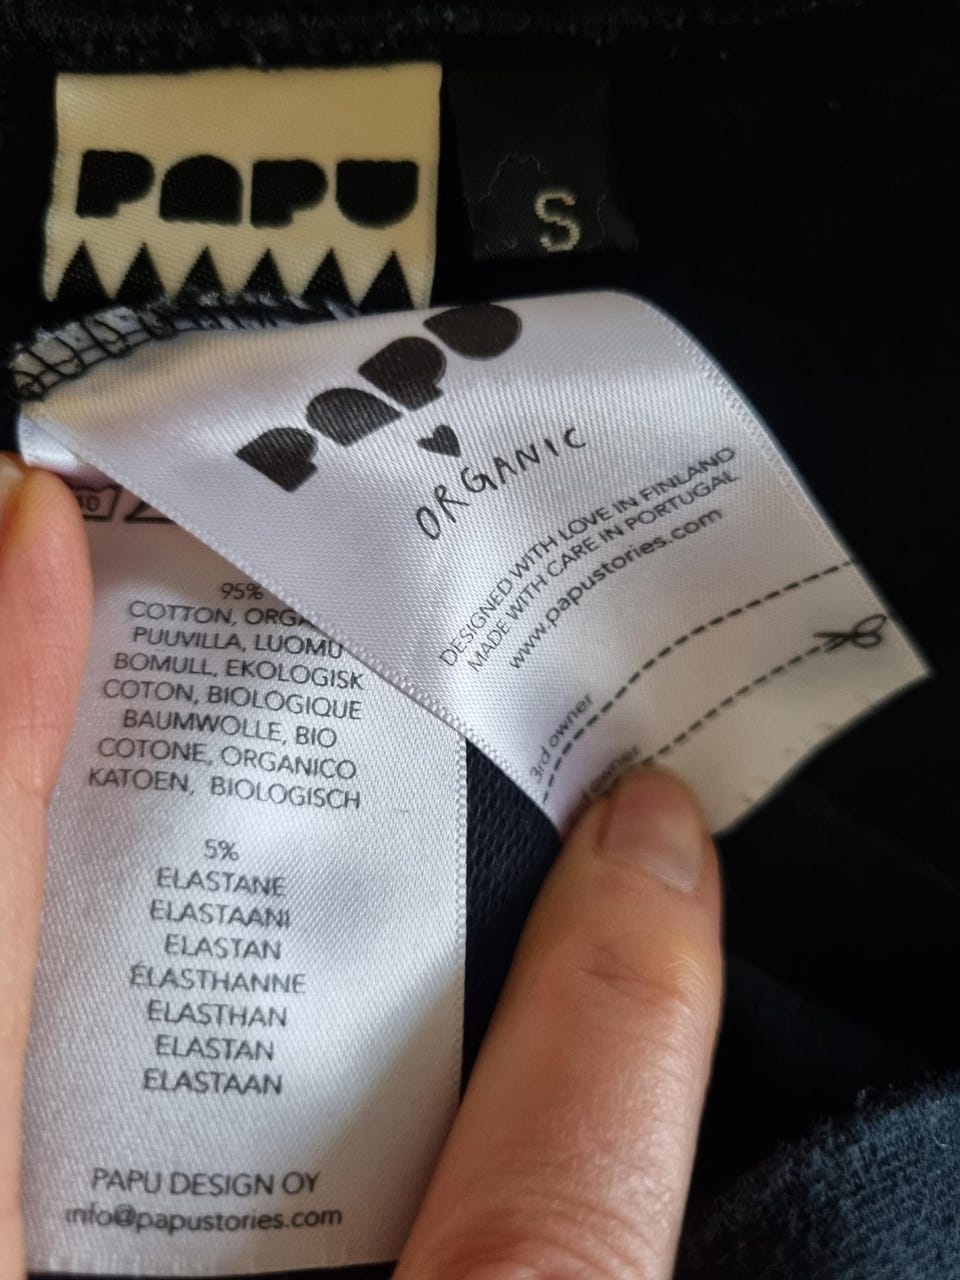 PAPU
S
PAPU
ORGANIC
DESIGNED WITH LOVE IN FINLAND
MADE WITH CARE IN PORTUGAL
www.papustories.com
3rd owner
owner
40
95%
COTTON, ORGA
PUUVILLA, LUOMU
BOMULL, EKOLOGISK
COTON, BIOLOGIQUE
BAUMWOLLE, BIO
COTONE, ORGANICO
KATOEN, BIOLOGISCH
5%
ELASTANE
ELASTAANI
ELASTAN
ÉLASTHANNE
ELASTHAN
ELASTAN
ELASTAAN
PAPU DESIGN OY
info@papustories.com